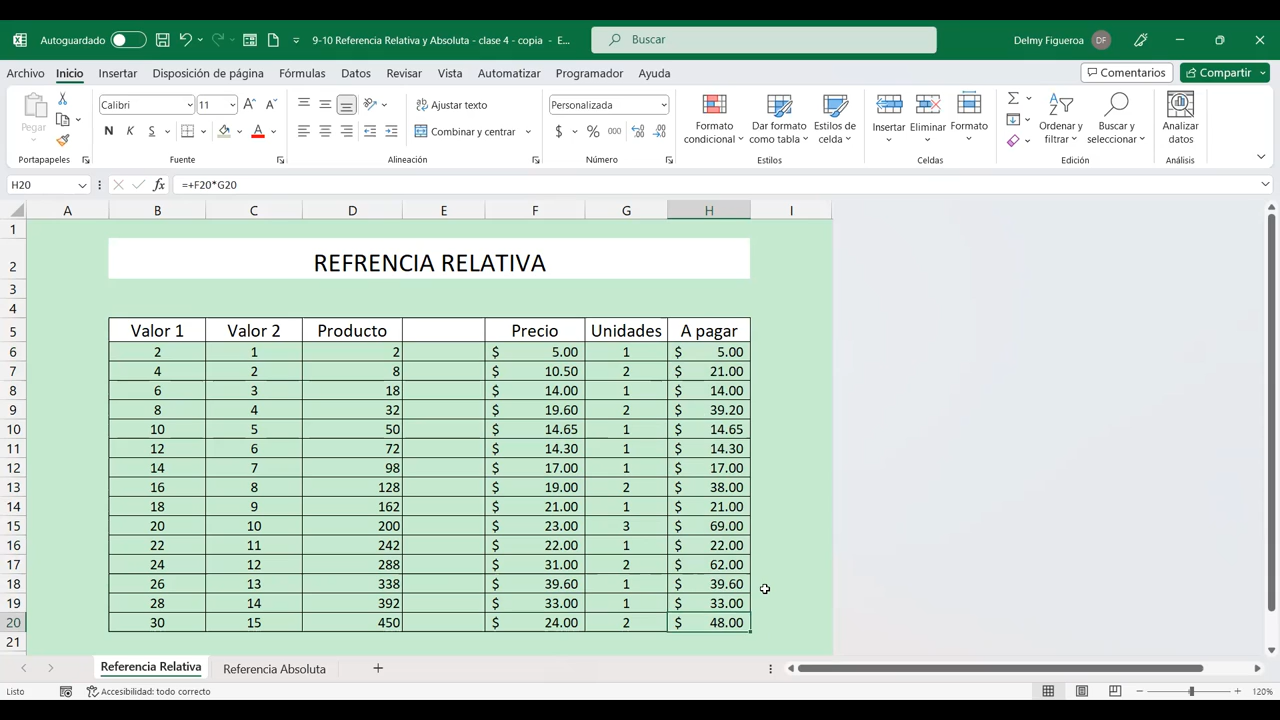 Autoguardado 9-10 Referencia Relativa y Absoluta - clase 4 - copia - E... Buscar Delmy Figueroa DF
Archivo Inicio Insertar Disposición de página Fórmulas Datos Revisar Vista Automatizar Programador Ayuda Comentarios Compartir
Pegar
Portapapeles
Calibri 11
N K S
Fuente
Ajustar texto
Combinar y centrar
Alineación
Personalizada
$ % 000
Número
Formato condicional
Dar formato como tabla
Estilos de celda
Estilos
Insertar
Eliminar
Formato
Celdas
Ordenar y filtrar
Buscar y seleccionar
Edición
Analizar datos
Análisis
H20 fx =+F20*G20
A B C D E F G H I
1
2 REFRENCIA RELATIVA
3
4
5 Valor 1 Valor 2 Producto Precio Unidades A pagar
6 2 1 2 $ 5.00 1 $ 5.00
7 4 2 8 $ 10.50 2 $ 21.00
8 6 3 18 $ 14.00 1 $ 14.00
9 8 4 32 $ 19.60 2 $ 39.20
10 10 5 50 $ 14.65 1 $ 14.65
11 12 6 72 $ 14.30 1 $ 14.30
12 14 7 98 $ 17.00 1 $ 17.00
13 16 8 128 $ 19.00 2 $ 38.00
14 18 9 162 $ 21.00 1 $ 21.00
15 20 10 200 $ 23.00 3 $ 69.00
16 22 11 242 $ 22.00 1 $ 22.00
17 24 12 288 $ 31.00 2 $ 62.00
18 26 13 338 $ 39.60 1 $ 39.60
19 28 14 392 $ 33.00 1 $ 33.00
20 30 15 450 $ 24.00 2 $ 48.00
21
Referencia Relativa Referencia Absoluta
Listo Accesibilidad: todo correcto 120%